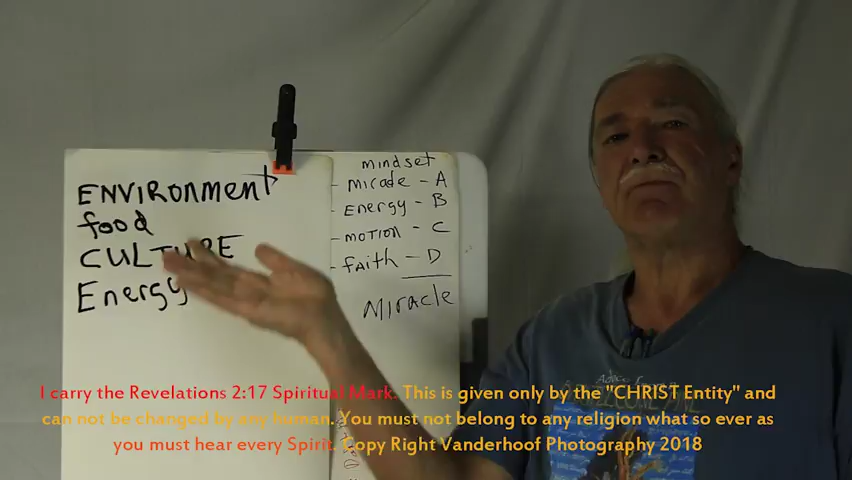 ENVIRONMENT
food
CULTURE
Energy
mindset
- miracle - A
- Energy - B
- MOTION - C
- fAITH - D
Miracle
Advice from a
I carry the Revelations 2:17 Spiritual Mark. This is given only by the "CHRIST Entity" and
can not be changed by any human. You must not belong to any religion what so ever as
you must hear every Spirit. Copy Right Vanderhoof Photography 2018